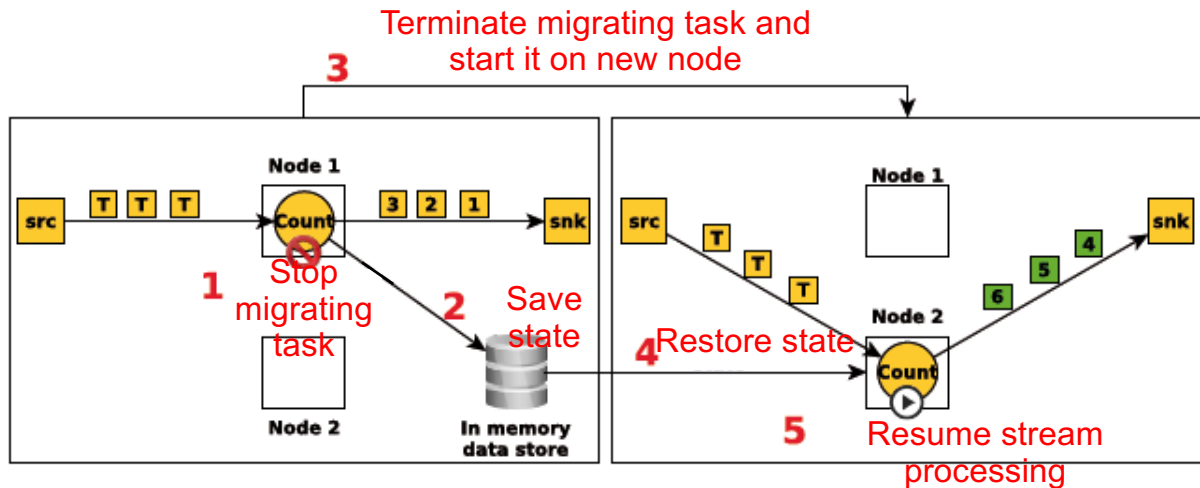 Terminate migrating task and
start it on new node
3
Node 1
src
T T T
Count
3 2 1
snk
1
Stop
migrating
task
2
Save
state
Node 2
In memory
data store
Node 1
src
T
T
T
4
5
6
snk
Node 2
4
Restore state
Count
5
Resume stream
processing